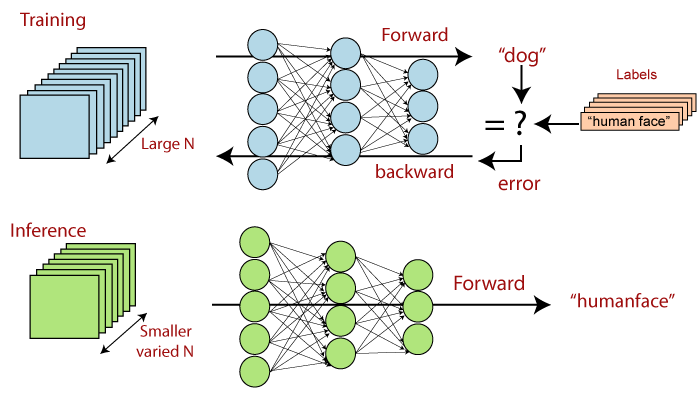 Training
Forward
"dog"
Labels
= ?
"human face"
Large N
backward
error
Inference
Forward
"humanface"
Smaller
varied N